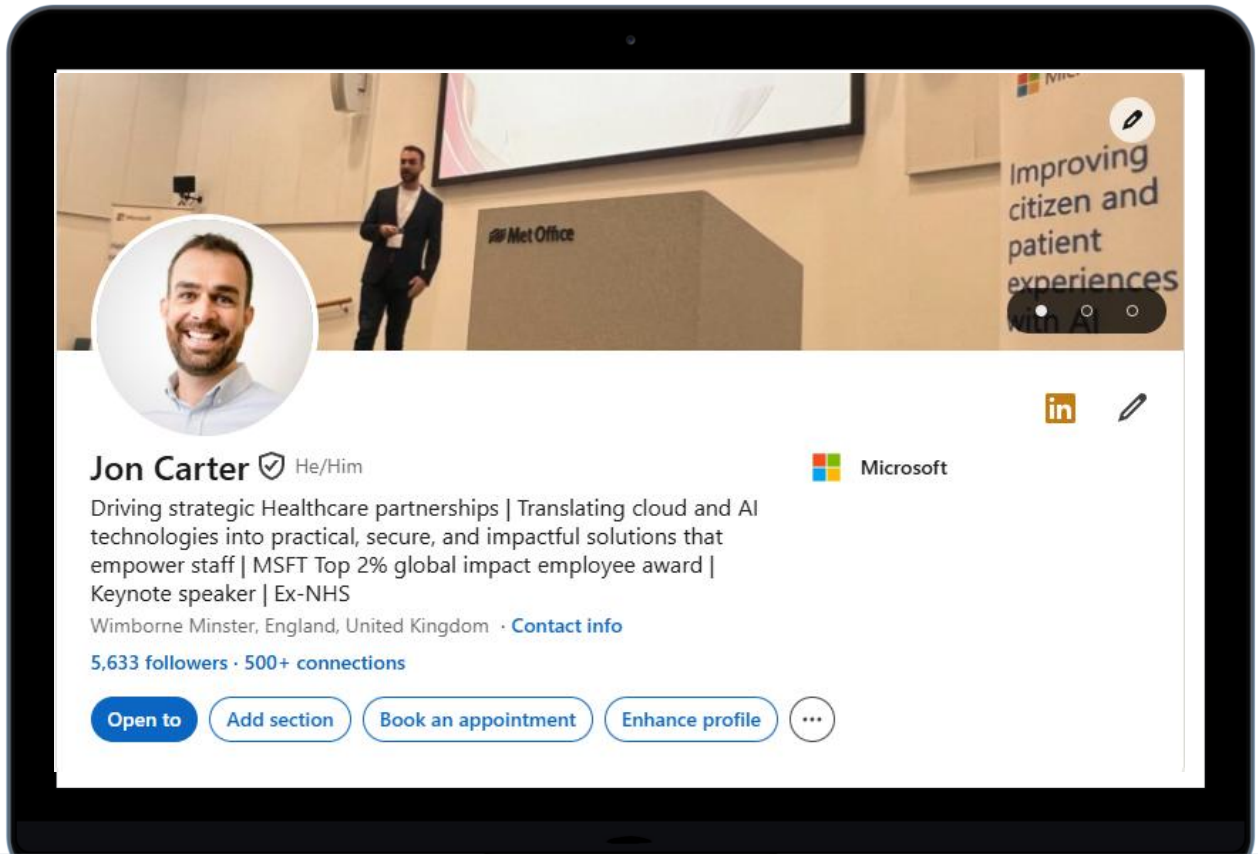 Microsoft
Met Office
Improving
citizen and
patient
experiences
with AI
in
Jon Carter He/Him
Microsoft
Driving strategic Healthcare partnerships | Translating cloud and AI
technologies into practical, secure, and impactful solutions that
empower staff | MSFT Top 2% global impact employee award |
Keynote speaker | Ex-NHS
Wimborne Minster, England, United Kingdom · Contact info
5,633 followers · 500+ connections
Open to
Add section
Book an appointment
Enhance profile